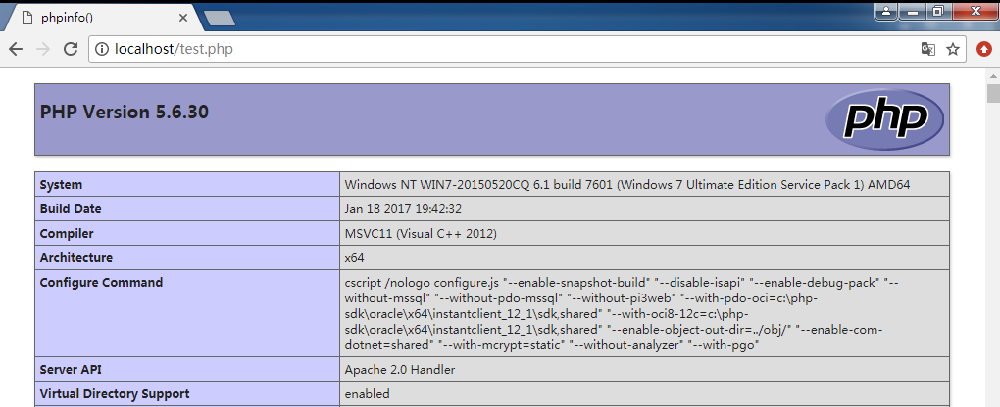 phpinfo()
localhost/test.php
PHP Version 5.6.30
php
System Windows NT WIN7-20150520CQ 6.1 build 7601 (Windows 7 Ultimate Edition Service Pack 1) AMD64
Build Date Jan 18 2017 19:42:32
Compiler MSVC11 (Visual C++ 2012)
Architecture x64
Configure Command cscript /nologo configure.js "--enable-snapshot-build" "--disable-isapi" "--enable-debug-pack" "--
without-mssql" "--without-pdo-mssql" "--without-pi3web" "--with-pdo-oci=c:\php-
sdk\oracle\x64\instantclient_12_1\sdk,shared" "--with-oci8-12c=c:\php-
sdk\oracle\x64\instantclient_12_1\sdk,shared" "--enable-object-out-dir=../obj/" "--enable-com-
dotnet=shared" "--with-mcrypt=static" "--without-analyzer" "--with-pgo"
Server API Apache 2.0 Handler
Virtual Directory Support enabled